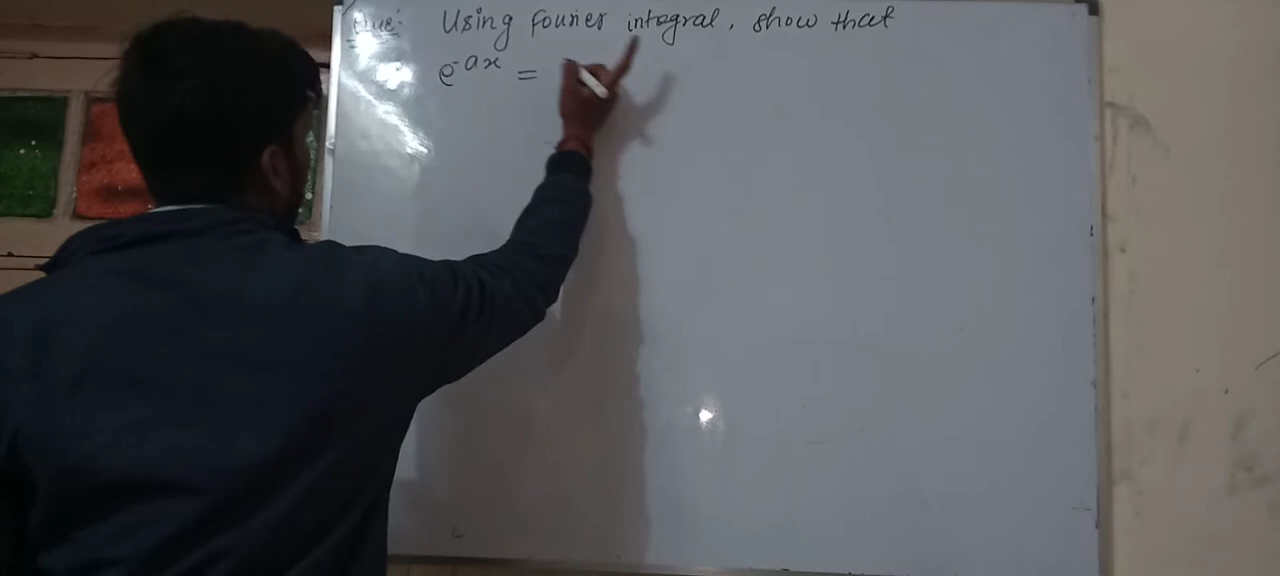 Que:- Using fourier integral, show that
e^-ax =